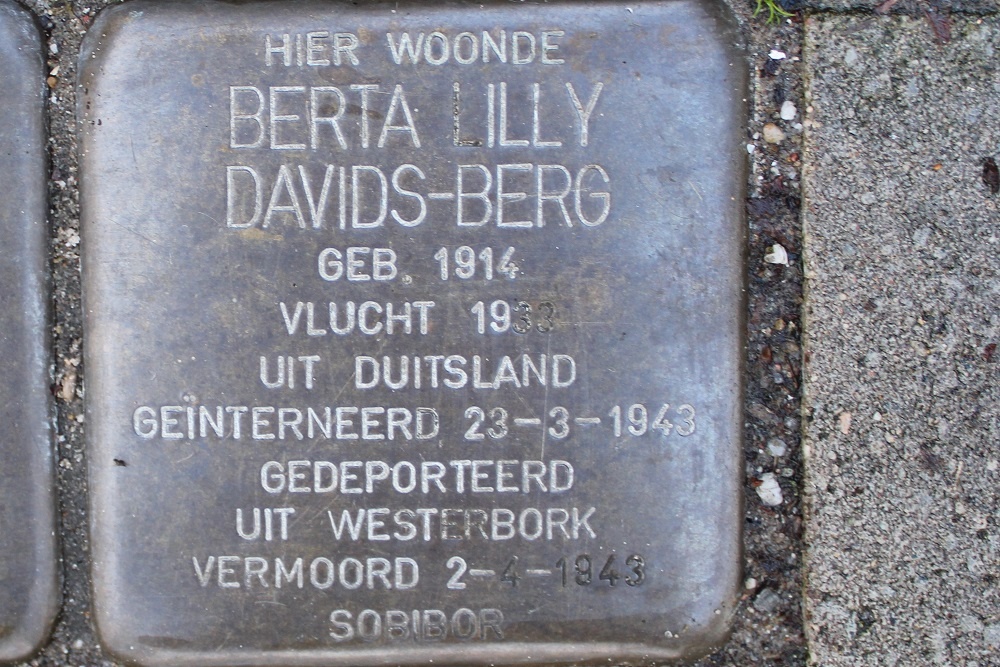 HIER WOONDE
BERTA LILLY
DAVIDS-BERG
GEB. 1914
VLUCHT 1933
UIT DUITSLAND
GEÏNTERNEERD 23-3-1943
GEDEPORTEERD
UIT WESTERBORK
VERMOORD 2-4-1943
SOBIBOR